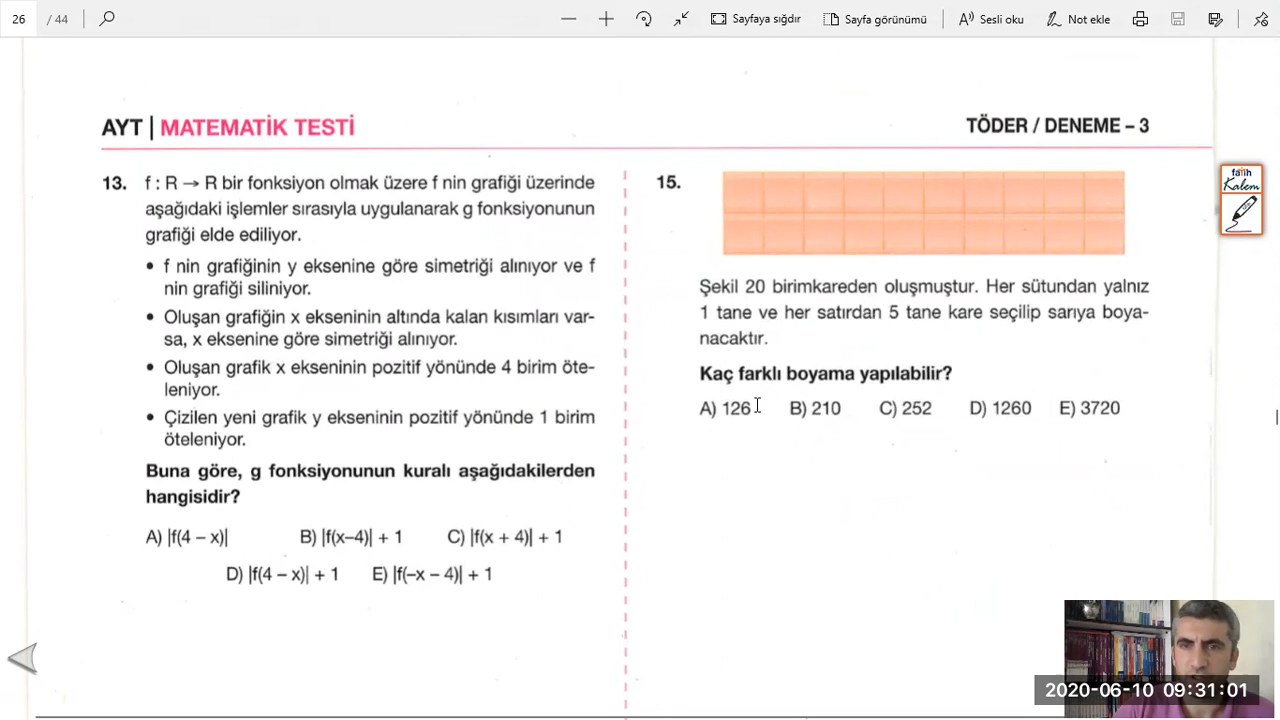 26 / 44
Sayfaya sığdır
Sayfa görünümü
Sesli oku
Not ekle
AYT | MATEMATİK TESTİ
TÖDER / DENEME – 3
13. f : R → R bir fonksiyon olmak üzere f nin grafiği üzerinde
aşağıdaki işlemler sırasıyla uygulanarak g fonksiyonunun
grafiği elde ediliyor.
• f nin grafiğinin y eksenine göre simetriği alınıyor ve f
nin grafiği siliniyor.
• Oluşan grafiğin x ekseninin altında kalan kısımları var-
sa, x eksenine göre simetriği alınıyor.
• Oluşan grafik x ekseninin pozitif yönünde 4 birim öte-
leniyor.
• Çizilen yeni grafik y ekseninin pozitif yönünde 1 birim
öteleniyor.
Buna göre, g fonksiyonunun kuralı aşağıdakilerden
hangisidir?
A) |f(4 – x)| B) |f(x–4)| + 1 C) |f(x + 4)| + 1
D) |f(4 – x)| + 1 E) |f(–x – 4)| + 1
15.
Şekil 20 birimkareden oluşmuştur. Her sütundan yalnız
1 tane ve her satırdan 5 tane kare seçilip sarıya boya-
nacaktır.
Kaç farklı boyama yapılabilir?
A) 126 B) 210 C) 252 D) 1260 E) 3720
fatih
Kalem
2020-06-10 09:31:01